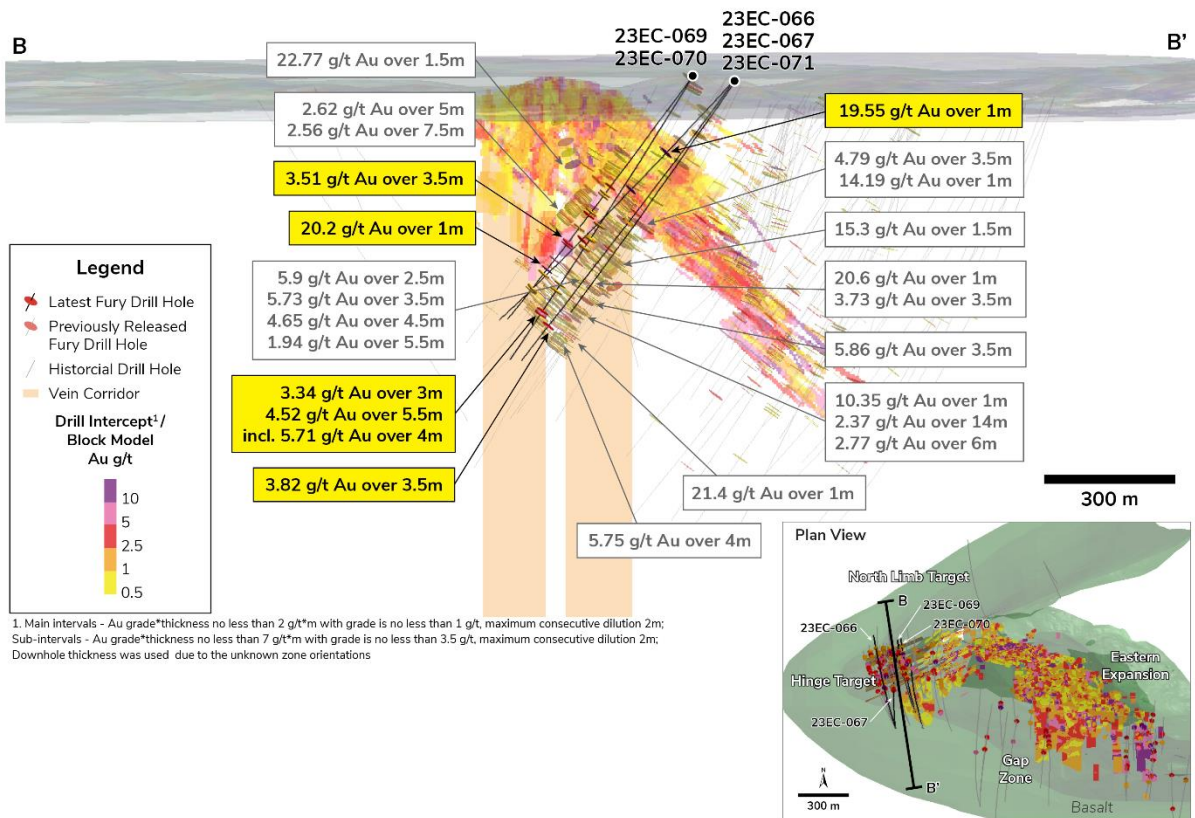 B
B'
23EC-069
23EC-070
23EC-066
23EC-067
23EC-071
22.77 g/t Au over 1.5m
2.62 g/t Au over 5m
2.56 g/t Au over 7.5m
3.51 g/t Au over 3.5m
20.2 g/t Au over 1m
5.9 g/t Au over 2.5m
5.73 g/t Au over 3.5m
4.65 g/t Au over 4.5m
1.94 g/t Au over 5.5m
3.34 g/t Au over 3m
4.52 g/t Au over 5.5m
incl. 5.71 g/t Au over 4m
3.82 g/t Au over 3.5m
19.55 g/t Au over 1m
4.79 g/t Au over 3.5m
14.19 g/t Au over 1m
15.3 g/t Au over 1.5m
20.6 g/t Au over 1m
3.73 g/t Au over 3.5m
5.86 g/t Au over 3.5m
10.35 g/t Au over 1m
2.37 g/t Au over 14m
2.77 g/t Au over 6m
21.4 g/t Au over 1m
5.75 g/t Au over 4m
300 m
Legend
Latest Fury Drill Hole
Previously Released
Fury Drill Hole
Historcial Drill Hole
Vein Corridor
Drill Intercept¹/
Block Model
Au g/t
10
5
2.5
1
0.5
1. Main intervals - Au grade*thickness no less than 2 g/t*m with grade is no less than 1 g/t, maximum consecutive dilution 2m;
Sub-intervals - Au grade*thickness no less than 7 g/t*m with grade is no less than 3.5 g/t, maximum consecutive dilution 2m;
Downhole thickness was used due to the unknown zone orientations
Plan View
North Limb Target
B
23EC-069
23EC-066
23EC-070
Hinge Target
Eastern
Expansion
23EC-067
Gap
Zone
B'
N
300 m
Basalt